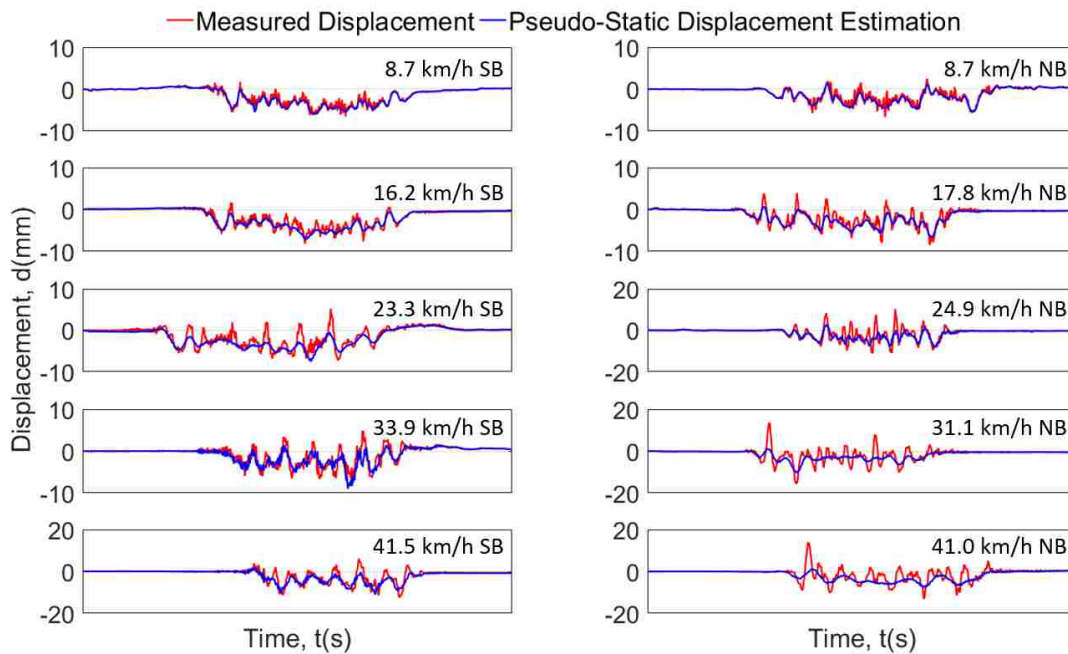 Measured Displacement Pseudo-Static Displacement Estimation
10
0
-10
8.7 km/h SB
10
0
-10
8.7 km/h NB
10
0
-10
16.2 km/h SB
10
0
-10
17.8 km/h NB
10
0
-10
23.3 km/h SB
20
0
-20
24.9 km/h NB
10
0
-10
33.9 km/h SB
20
0
-20
31.1 km/h NB
20
0
-20
41.5 km/h SB
20
0
-20
41.0 km/h NB
Displacement, d(mm)
Time, t(s)
Time, t(s)